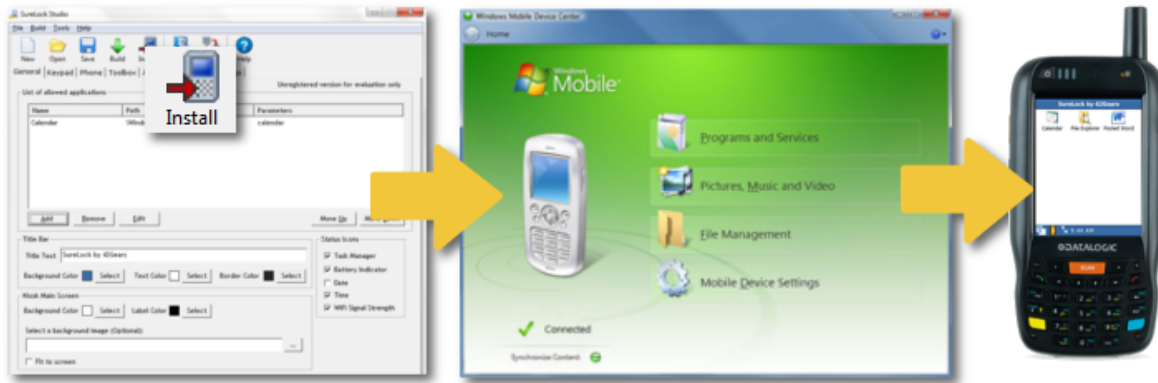 SureLock Studio
File Build Tools Help
New Open Save Build Help
General Keypad Phone Toolbox
Install
Unregistered version for evaluation only
List of allowed applications
Name Path Parameters
Calendar \Wind calendar
Add Remove Edit Move Up
Title Bar
Title Text SureLock by 42Gears
Background Color Select Text Color Select Border Color Select
Status Icons
Task Manager
Battery Indicator
Date
Time
WiFi Signal Strength
Kiosk Main Screen
Background Color Select Label Color Select
Select a background image (Optional):
...
Fit to screen
Windows Mobile Device Center
Home
Windows
Mobile
Programs and Services
Pictures, Music and Video
File Management
Mobile Device Settings
Connected
Synchronize Content:
SureLock by 42Gears
Calendar File Explorer Pocket Word
5:44 AM
DATALOGIC
SCAN